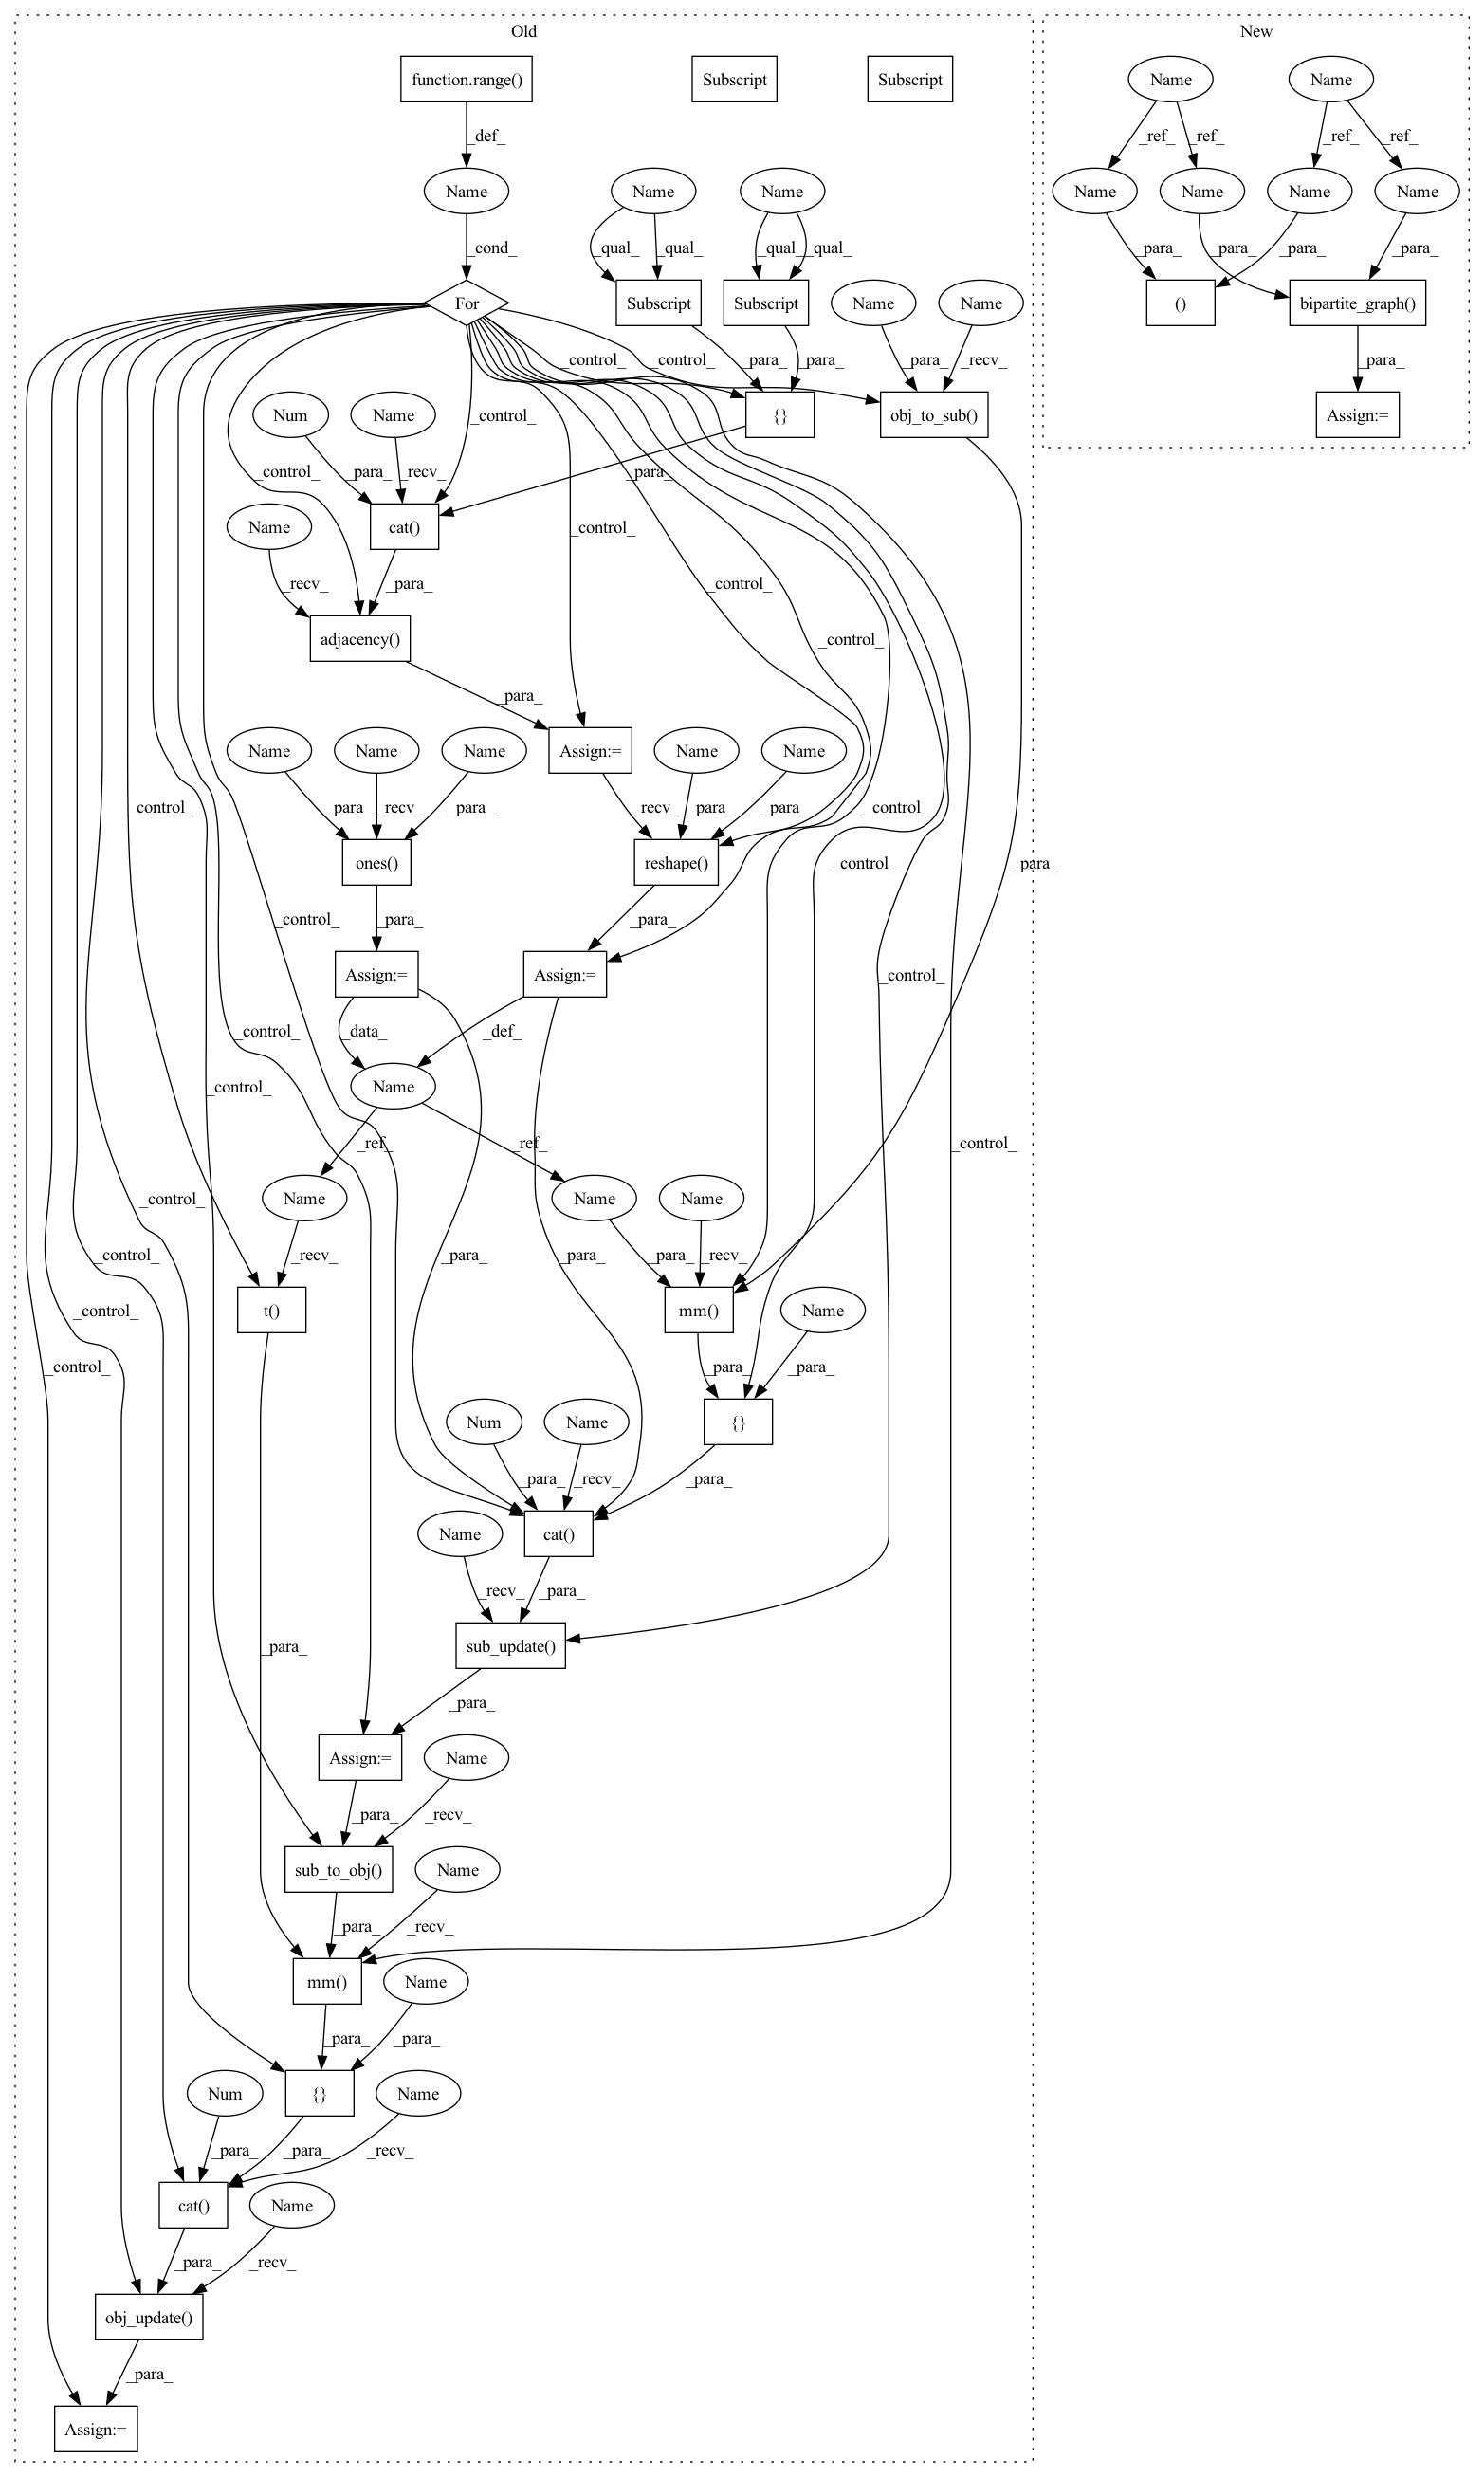 Old
New
function.range()
Subscript
Subscript
Name
Name
_def_
_ref_
_ref_
_ref_
_ref_
Name
Name
Name
Name
Name
Name
Name
_cond_
_qual_
_qual_
_qual_
_qual_
_para_
_para_
_para_
_para_
For
Subscript
Subscript
Name
Name
()
bipartite_graph()
_control_
_control_
_para_
_para_
_para_
_recv_
_para_
Num
Name
_control_
{}
obj_to_sub()
Assign:=
_control_
_para_
_recv_
_para_
Name
cat()
_control_
_recv_
_para_
_control_
adjacency()
_control_
_para_
Name
Name
Name
Assign:=
Name
Name
_control_
_para_
_recv_
_para_
_recv_
_para_
_para_
_control_
ones()
reshape()
_control_
_para_
_control_
_para_
_para_
Assign:=
Assign:=
_control_
_control_
_data_
_def_
Name
_control_
_ref_
_ref_
_control_
Name
Name
Name
_control_
_recv_
_para_
_para_
_para_
_recv_
_control_
t()
mm()
Name
_control_
_control_
_para_
_para_
Num
Name
{}
_para_
_recv_
_para_
Name
cat()
_para_
_recv_
_para_
sub_update()
_para_
Assign:=
Name
_para_
_recv_
sub_to_obj()
Name
_para_
_recv_
mm()
Name
_para_
_para_
Num
{}
Name
_para_
_para_
_recv_
cat()
Name
_para_
_recv_
obj_update()
_para_
Assign:=